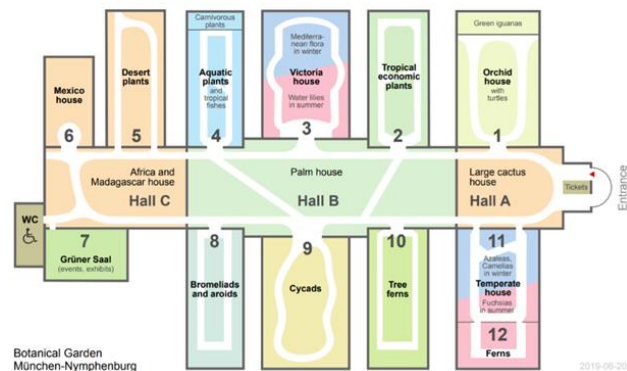 Carnivorous
plants
Mediterra-
nean flora
in winter
Green iguanas
Desert
plants
Aquatic
plants
and
tropical
fishes
Victoria
house
Water lilies
in summer
Tropical
economic
plants
Orchid
house
with
turtles
Mexico
house
6
5
4
3
2
1
Africa and
Madagascar house
Hall C
Palm house
Hall B
Large cactus
house
Hall A
Tickets
Entrance
WC
7
Grüner Saal
(events, exhibits)
8
Bromeliads
and aroids
9
Cycads
10
Tree
ferns
11
Azaleas,
Camelias
in winter
Temperate
house
Fuchsias
in summer
12
Ferns
Botanical Garden
München-Nymphenburg
2019-06-20